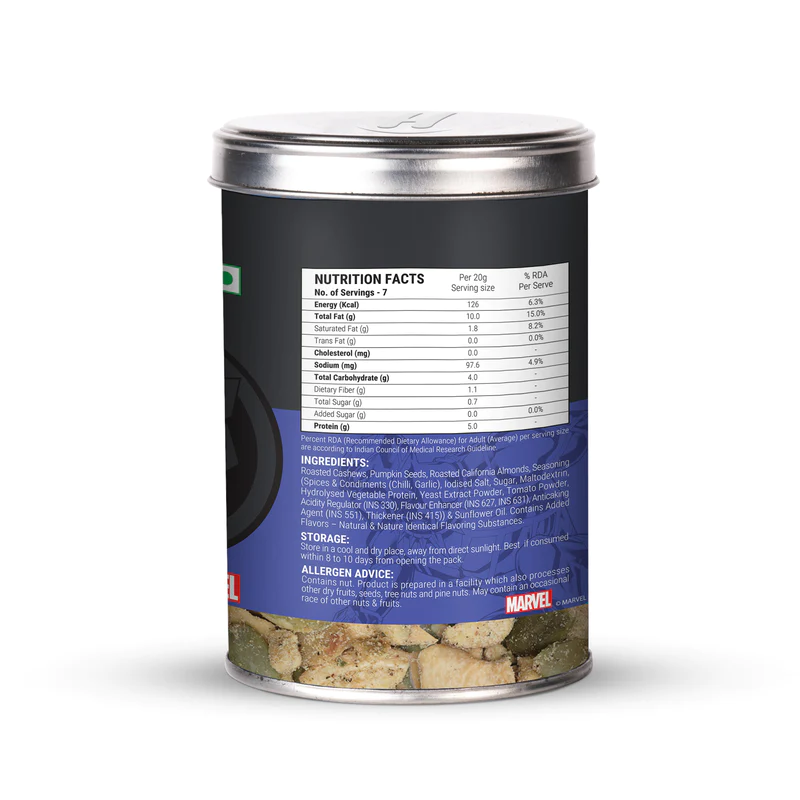 NUTRITION FACTS Per 20g % RDA
No. of Servings - 7 Serving size Per Serve
Energy (Kcal) 126 6.3%
Total Fat (g) 10.0 15.0%
Saturated Fat (g) 1.8 8.2%
Trans Fat (g) 0.0 0.0%
Cholesterol (mg) 0.0 -
Sodium (mg) 97.6 4.9%
Total Carbohydrate (g) 4.0 -
Dietary Fiber (g) 1.1 -
Total Sugar (g) 0.7 -
Added Sugar (g) 0.0 0.0%
Protein (g) 5.0 -
Percent RDA (Recommended Dietary Allowance) for Adult (Average) per serving size
are according to Indian Council of Medical Research Guideline.
INGREDIENTS:
Roasted Cashews, Pumpkin Seeds, Roasted California Almonds, Seasoning
(Spices & Condiments (Chilli, Garlic), Iodised Salt, Sugar, Maltodextrin,
Hydrolysed Vegetable Protein, Yeast Extract Powder, Tomato Powder,
Acidity Regulator (INS 330), Flavour Enhancer (INS 627, INS 631), Anticaking
Agent (INS 551), Thickener (INS 415)) & Sunflower Oil. Contains Added
Flavors – Natural & Nature Identical Flavoring Substances.
STORAGE:
Store in a cool and dry place, away from direct sunlight. Best if consumed
within 8 to 10 days from opening the pack.
ALLERGEN ADVICE:
Contains nut. Product is prepared in a facility which also processes
other dry fruits, seeds, tree nuts and pine nuts. May contain an occasional
race of other nuts & fruits.
MARVEL © MARVEL
EL